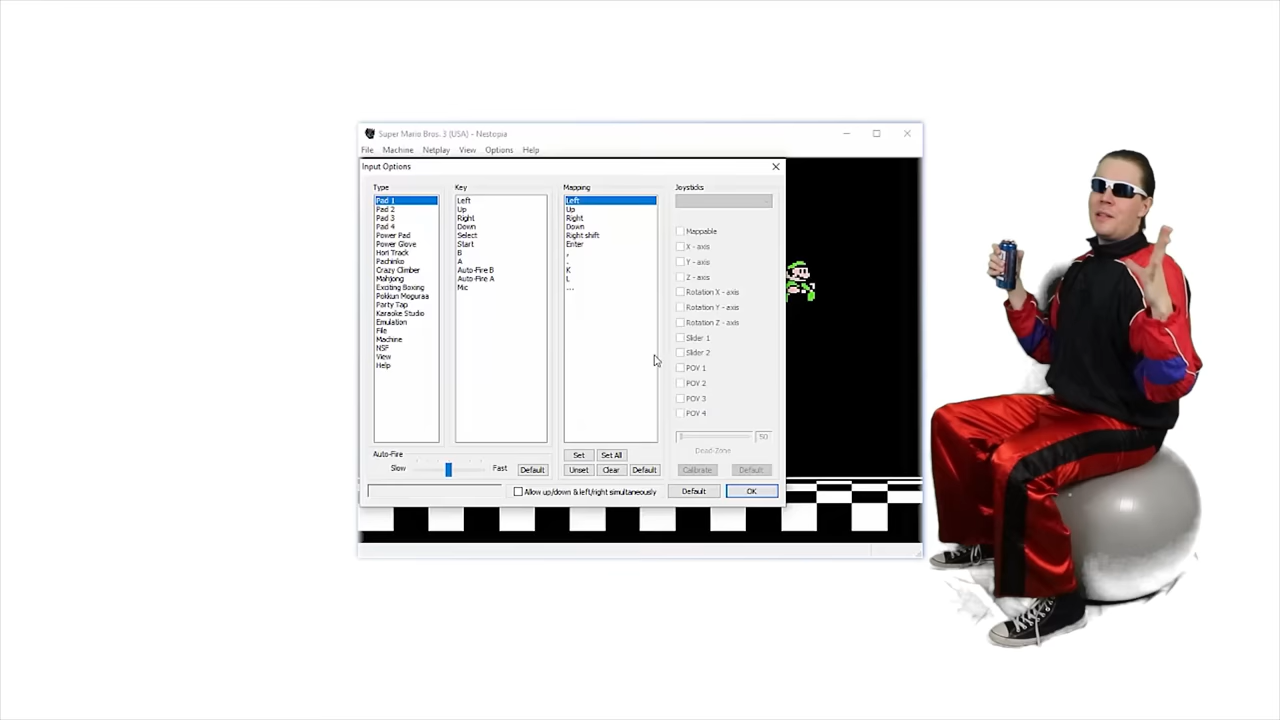 Super Mario Bros. 3 (USA) - Nestopia
File Machine Netplay View Options Help
Input Options
Type Key Mapping Joysticks
Pad 1
Pad 2
Pad 3
Pad 4
Power Pad
Power Glove
Hori Track
Pachinko
Crazy Climber
Mahjong
Exciting Boxing
Pokkun Moguraa
Party Tap
Karaoke Studio
Emulation
File
Machine
NSF
View
Help
Left
Up
Right
Down
Select
Start
B
A
Auto-Fire B
Auto-Fire A
Mic
Left
Up
Right
Down
Right shift
Enter
,
.
K
L
...
Mappable
X - axis
Y - axis
Z - axis
Rotation X - axis
Rotation Y - axis
Rotation Z - axis
Slider 1
Slider 2
POV 1
POV 2
POV 3
POV 4
50
Dead-Zone
Calibrate Default
Auto-Fire
Slow Fast Default
Set Set All
Unset Clear Default
Allow up/down & left/right simultaneously
Default OK